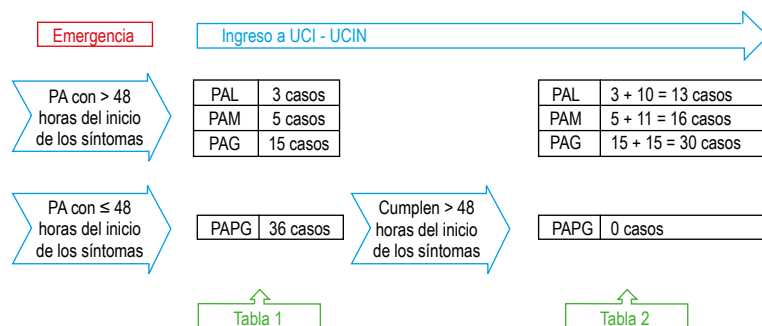 Emergencia
Ingreso a UCI - UCIN
PA con > 48
horas del inicio
de los síntomas
PAL 3 casos
PAM 5 casos
PAG 15 casos
PAL 3 + 10 = 13 casos
PAM 5 + 11 = 16 casos
PAG 15 + 15 = 30 casos
PA con ≤ 48
horas del inicio
de los síntomas
PAPG 36 casos
Cumplen > 48
horas del inicio
de los síntomas
PAPG 0 casos
Tabla 1
Tabla 2